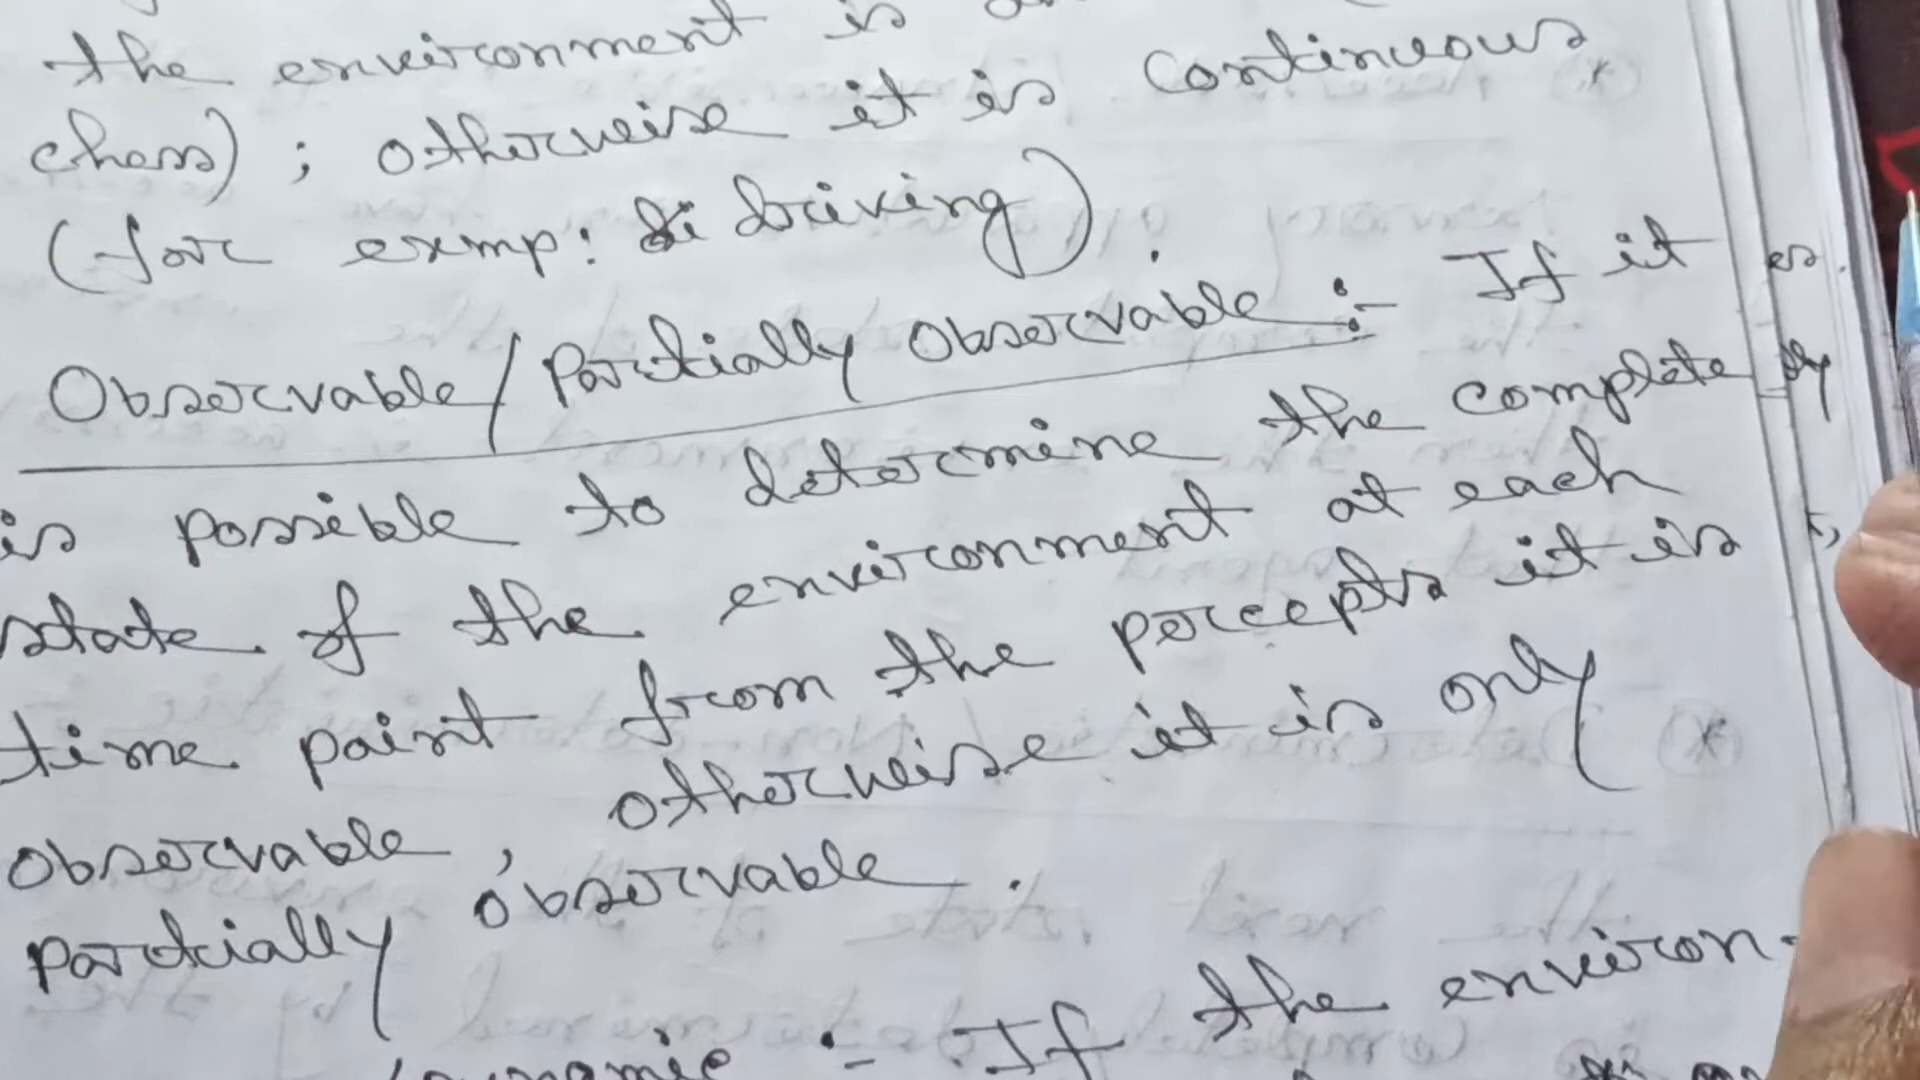 the environment is
chess) ; otherwise it is continuous
(for exmp: driving).
Observable/Partially Observable :- If it
is possible to determine the complete
state of the environment at each
time point from the percepts it is
observable, otherwise it is only
partially observable.
If the environ-